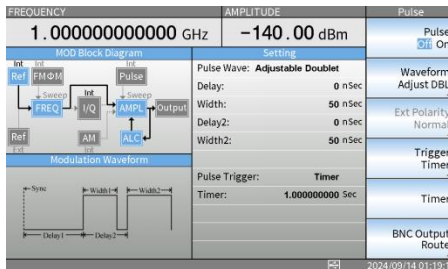 FREQUENCY
AMPLITUDE
Pulse
1.000000000000 GHz
-140.00 dBm
Pulse
Off On
MOD Block Diagram
Int
Int
Ref
FMΦM
Pulse
Sweep
Int
Sweep
FREQ
I/Q
AMPL
Output
Ref
AM
ALC
Ext
Int
Modulation Waveform
Sync
Width1
Width2
Delay1
Delay2
Setting
Pulse Wave: Adjustable Doublet
Delay: 0 nSec
Width: 50 nSec
Delay2: 0 nSec
Width2: 50 nSec
Pulse Trigger: Timer
Timer: 1.000000000 Sec
Waveform
Adjust DBL
Ext Polarity
Normal
Trigger
Timer
Timer
BNC Output
Route
2024/09/14 01:19: